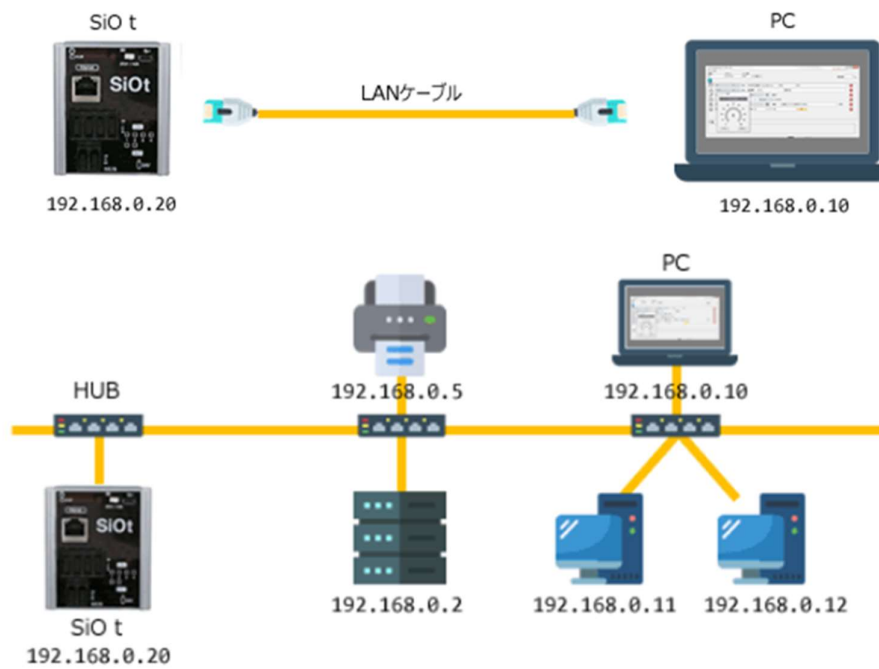 SiO t
PC
SiOt
LANケーブル
192.168.0.20
192.168.0.10
PC
HUB
192.168.0.5
192.168.0.10
SiOt
192.168.0.2
192.168.0.11
192.168.0.12
SiO t
192.168.0.20